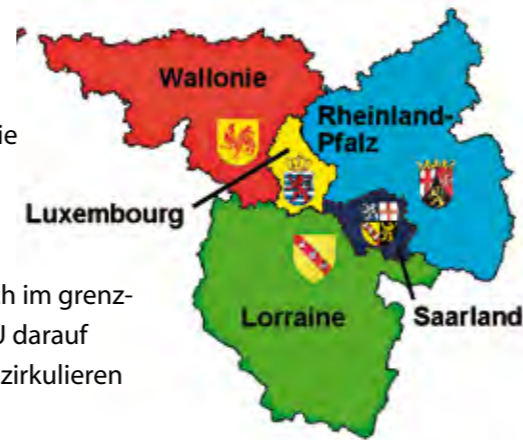 Wallonie
Rheinland-
Pfalz
Luxembourg
Lorraine
Saarland
ie
h im grenz-
darauf
zirkulieren